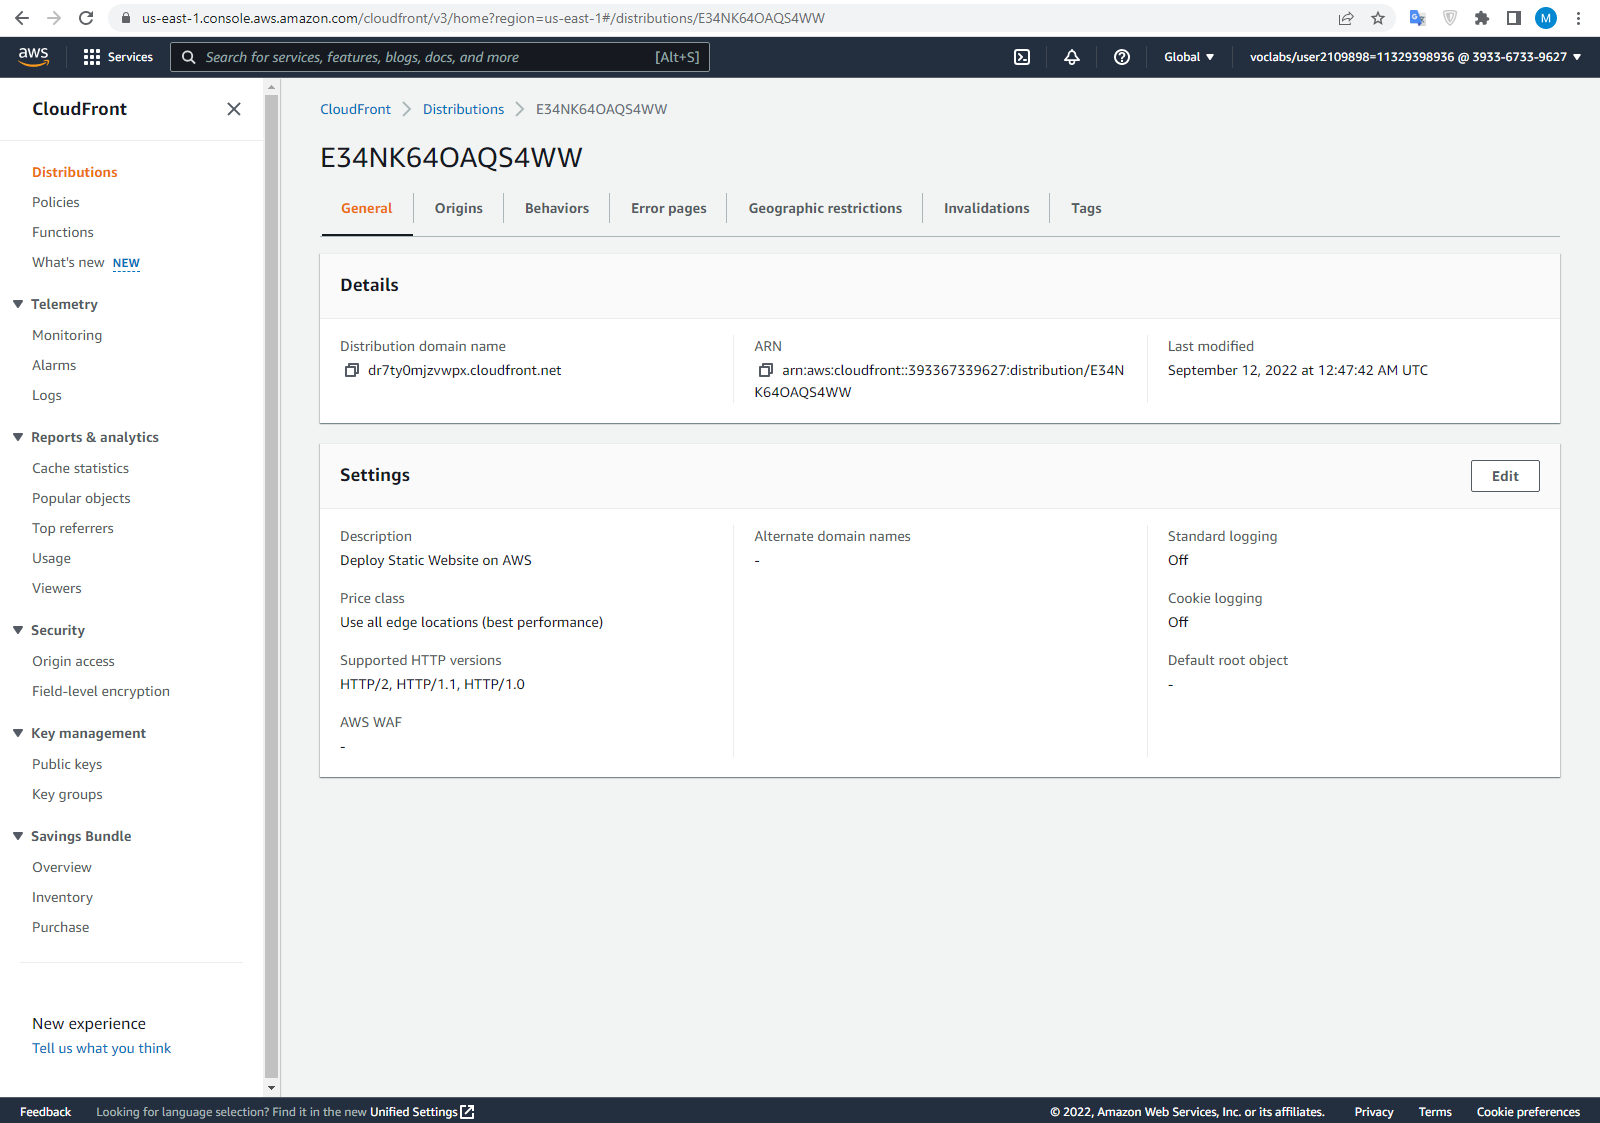 us-east-1.console.aws.amazon.com/cloudfront/v3/home?region=us-east-1#/distributions/E34NK64OAQS4WW
M
aws
Services
Search for services, features, blogs, docs, and more
[Alt+S]
Global
voclabs/user2109898=11329398936 @ 3933-6733-9627
CloudFront
Distributions
Policies
Functions
What's new NEW
Telemetry
Monitoring
Alarms
Logs
Reports & analytics
Cache statistics
Popular objects
Top referrers
Usage
Viewers
Security
Origin access
Field-level encryption
Key management
Public keys
Key groups
Savings Bundle
Overview
Inventory
Purchase
New experience
Tell us what you think
CloudFront
Distributions
E34NK64OAQS4WW
E34NK64OAQS4WW
General
Origins
Behaviors
Error pages
Geographic restrictions
Invalidations
Tags
Details
Distribution domain name
dr7ty0mjzvwpx.cloudfront.net
ARN
arn:aws:cloudfront::393367339627:distribution/E34N
K64OAQS4WW
Last modified
September 12, 2022 at 12:47:42 AM UTC
Settings
Edit
Description
Deploy Static Website on AWS
Price class
Use all edge locations (best performance)
Supported HTTP versions
HTTP/2, HTTP/1.1, HTTP/1.0
AWS WAF
-
Alternate domain names
-
Standard logging
Off
Cookie logging
Off
Default root object
-
Feedback
Looking for language selection? Find it in the new Unified Settings
© 2022, Amazon Web Services, Inc. or its affiliates.
Privacy
Terms
Cookie preferences